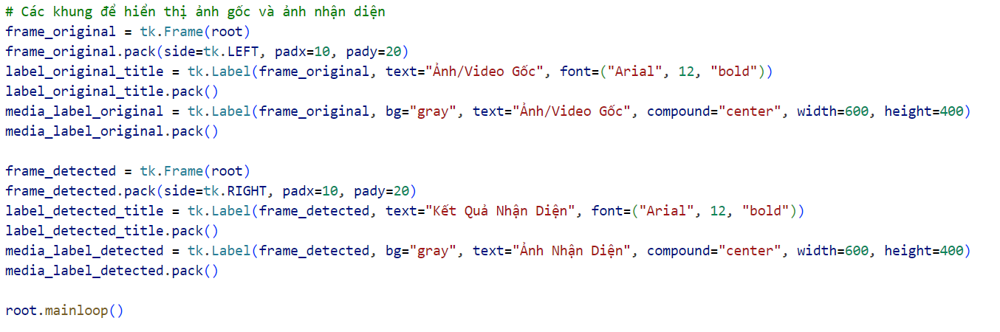 # Các khung để hiển thị ảnh gốc và ảnh nhận diện
frame_original = tk.Frame(root)
frame_original.pack(side=tk.LEFT, padx=10, pady=20)
label_original_title = tk.Label(frame_original, text="Ảnh/Video Gốc", font=("Arial", 12, "bold"))
label_original_title.pack()
media_label_original = tk.Label(frame_original, bg="gray", text="Ảnh/Video Gốc", compound="center", width=600, height=400)
media_label_original.pack()

frame_detected = tk.Frame(root)
frame_detected.pack(side=tk.RIGHT, padx=10, pady=20)
label_detected_title = tk.Label(frame_detected, text="Kết Quả Nhận Diện", font=("Arial", 12, "bold"))
label_detected_title.pack()
media_label_detected = tk.Label(frame_detected, bg="gray", text="Ảnh Nhận Diện", compound="center", width=600, height=400)
media_label_detected.pack()

root.mainloop()